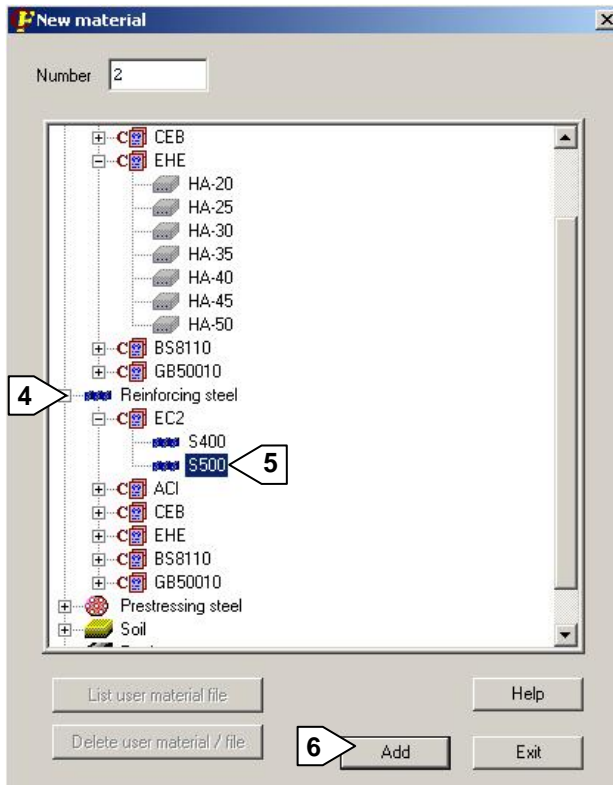 New material
Number 2
CEB
EHE
HA-20
HA-25
HA-30
HA-35
HA-40
HA-45
HA-50
BS8110
GB50010
4 Reinforcing steel
EC2
S400
S500 5
ACI
CEB
EHE
BS8110
GB50010
Prestressing steel
Soil
List user material file Help
Delete user material / file 6 Add Exit